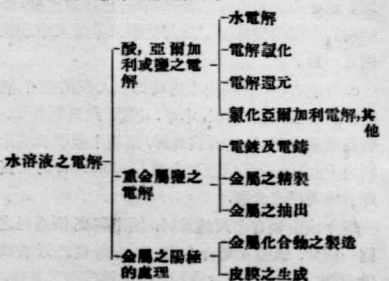 水溶液之電解
酸,亞爾加
利或鹽之電
解
水電解
電解氧化
電解還元
氯化亞爾加利電解,其
他
重金屬鹽之
電解
電鍍及電鑄
金屬之精製
金屬之抽出
金屬之陽極
的處理
金屬化合物之製造
皮膜之生成